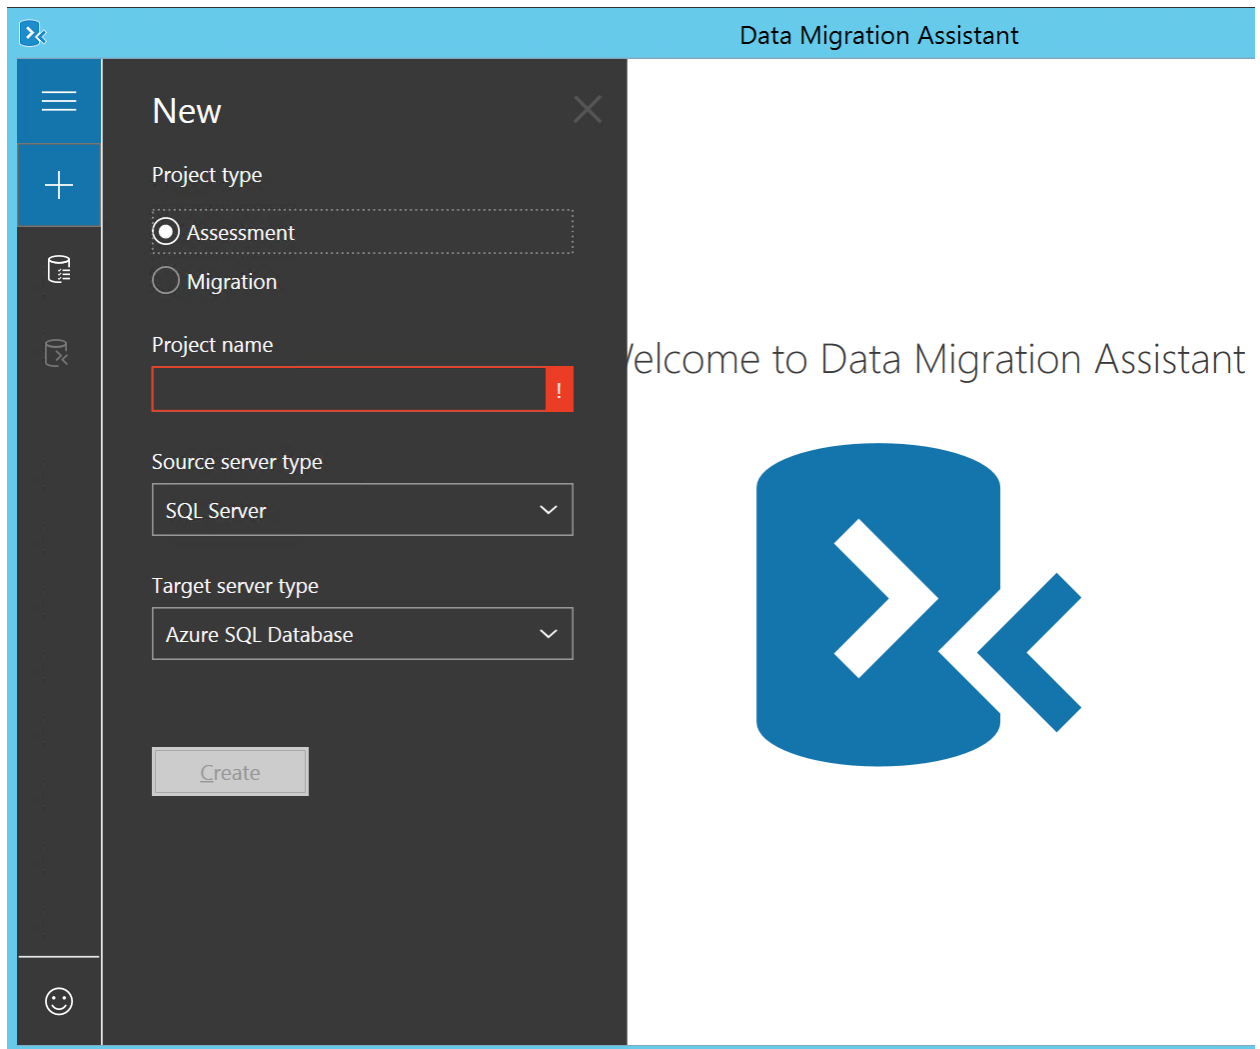 Data Migration Assistant
New
Project type
Assessment
Migration
Project name
!
Source server type
SQL Server
Target server type
Azure SQL Database
Create
elcome to Data Migration Assistant